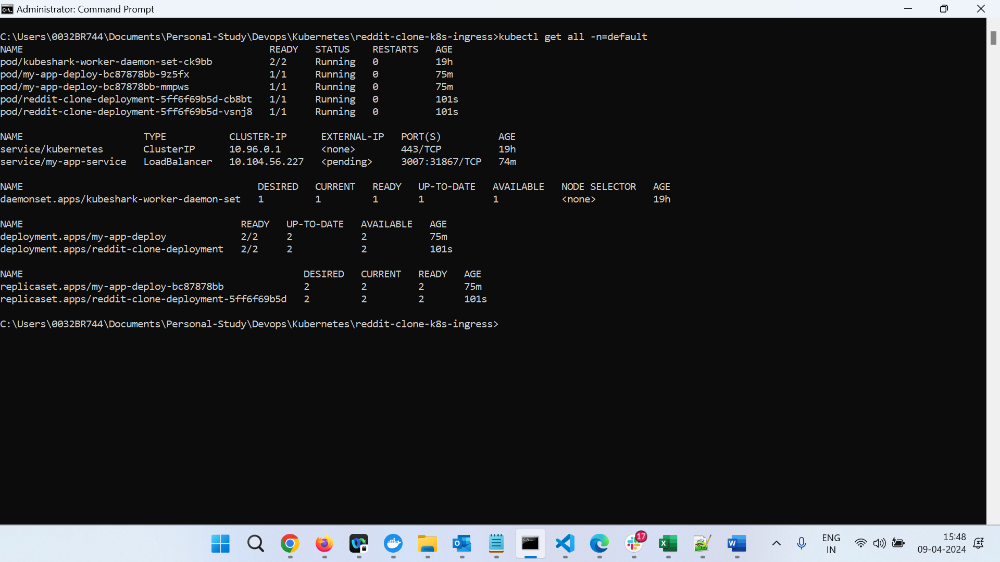 Administrator: Command Prompt
C:\Users\0032BR744\Documents\Personal-Study\Devops\Kubernetes\reddit-clone-k8s-ingress>kubectl get all -n=default
NAME READY STATUS RESTARTS AGE
pod/kubeshark-worker-daemon-set-ck9bb 2/2 Running 0 19h
pod/my-app-deploy-bc87878bb-9z5fx 1/1 Running 0 75m
pod/my-app-deploy-bc87878bb-mmpws 1/1 Running 0 75m
pod/reddit-clone-deployment-5ff6f69b5d-cb8bt 1/1 Running 0 101s
pod/reddit-clone-deployment-5ff6f69b5d-vsnj8 1/1 Running 0 101s
NAME TYPE CLUSTER-IP EXTERNAL-IP PORT(S) AGE
service/kubernetes ClusterIP 10.96.0.1 <none> 443/TCP 19h
service/my-app-service LoadBalancer 10.104.56.227 <pending> 3007:31867/TCP 74m
NAME DESIRED CURRENT READY UP-TO-DATE AVAILABLE NODE SELECTOR AGE
daemonset.apps/kubeshark-worker-daemon-set 1 1 1 1 1 <none> 19h
NAME READY UP-TO-DATE AVAILABLE AGE
deployment.apps/my-app-deploy 2/2 2 2 75m
deployment.apps/reddit-clone-deployment 2/2 2 2 101s
NAME DESIRED CURRENT READY AGE
replicaset.apps/my-app-deploy-bc87878bb 2 2 2 75m
replicaset.apps/reddit-clone-deployment-5ff6f69b5d 2 2 2 101s
C:\Users\0032BR744\Documents\Personal-Study\Devops\Kubernetes\reddit-clone-k8s-ingress>
17
ENG
IN
15:48
09-04-2024